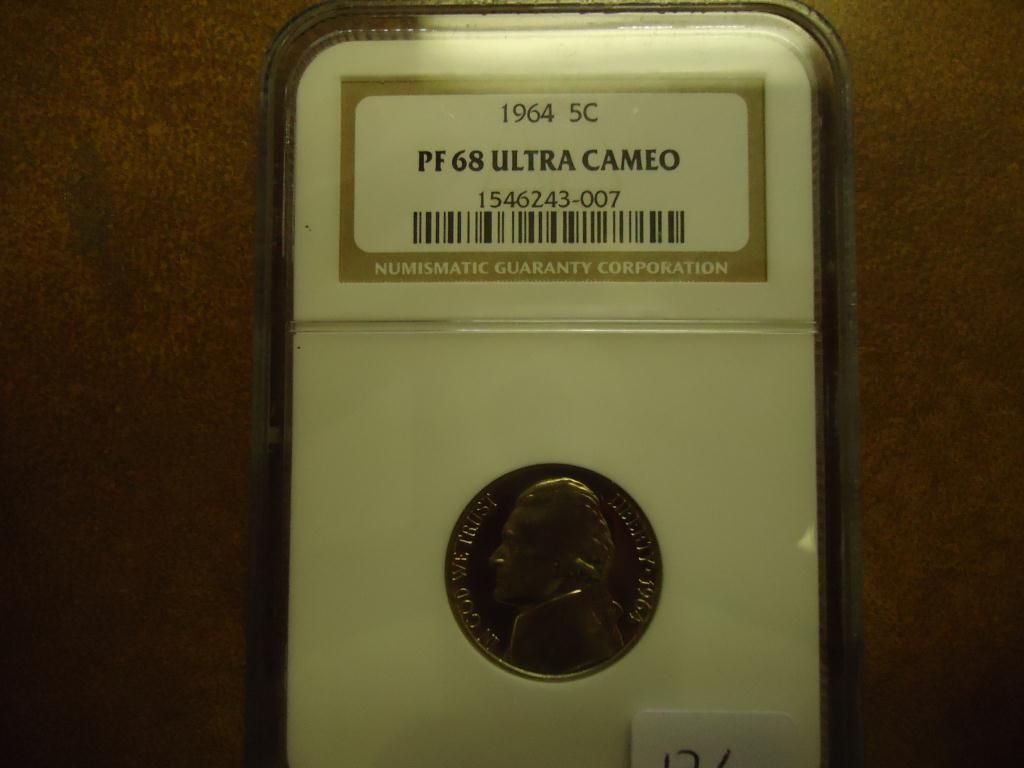 1964 5C
PF 68 ULTRA CAMEO
1546243-007
NUMISMATIC GUARANTY CORPORATION
IN GOD WE TRUST
LIBERTY · 1964